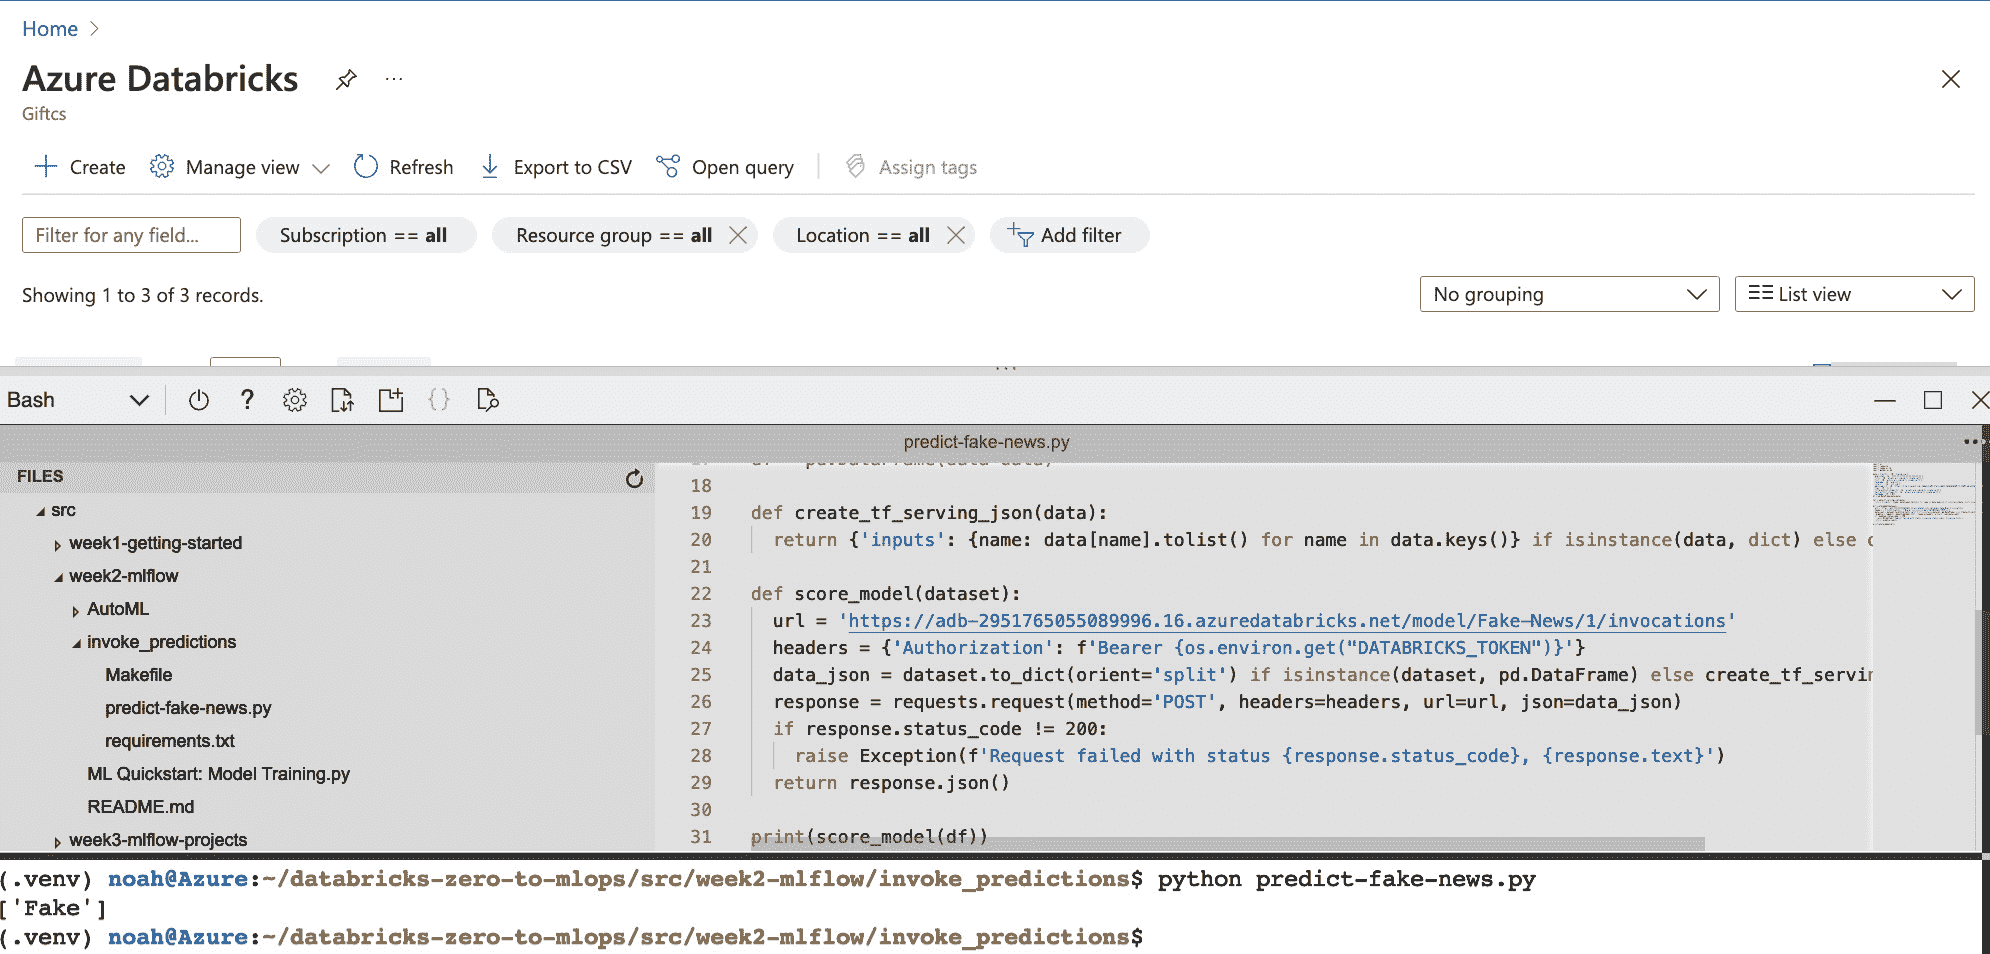 Home
Azure Databricks
Giftcs
Create Manage view Refresh Export to CSV Open query Assign tags
Filter for any field... Subscription == all Resource group == all Location == all Add filter
Showing 1 to 3 of 3 records.
No grouping List view
Bash
predict-fake-news.py
FILES
src
week1-getting-started
week2-mlflow
AutoML
invoke_predictions
Makefile
predict-fake-news.py
requirements.txt
ML Quickstart: Model Training.py
README.md
week3-mlflow-projects
18
19 def create_tf_serving_json(data):
20 return {'inputs': {name: data[name].tolist() for name in data.keys()} if isinstance(data, dict) else
21
22 def score_model(dataset):
23 url = 'https://adb-2951765055089996.16.azuredatabricks.net/model/Fake-News/1/invocations'
24 headers = {'Authorization': f'Bearer {os.environ.get("DATABRICKS_TOKEN")}'}
25 data_json = dataset.to_dict(orient='split') if isinstance(dataset, pd.DataFrame) else create_tf_servin
26 response = requests.request(method='POST', headers=headers, url=url, json=data_json)
27 if response.status_code != 200:
28 raise Exception(f'Request failed with status {response.status_code}, {response.text}')
29 return response.json()
30
31 print(score_model(df))
(.venv) noah@Azure:~/databricks-zero-to-mlops/src/week2-mlflow/invoke_predictions$ python predict-fake-news.py
['Fake']
(.venv) noah@Azure:~/databricks-zero-to-mlops/src/week2-mlflow/invoke_predictions$